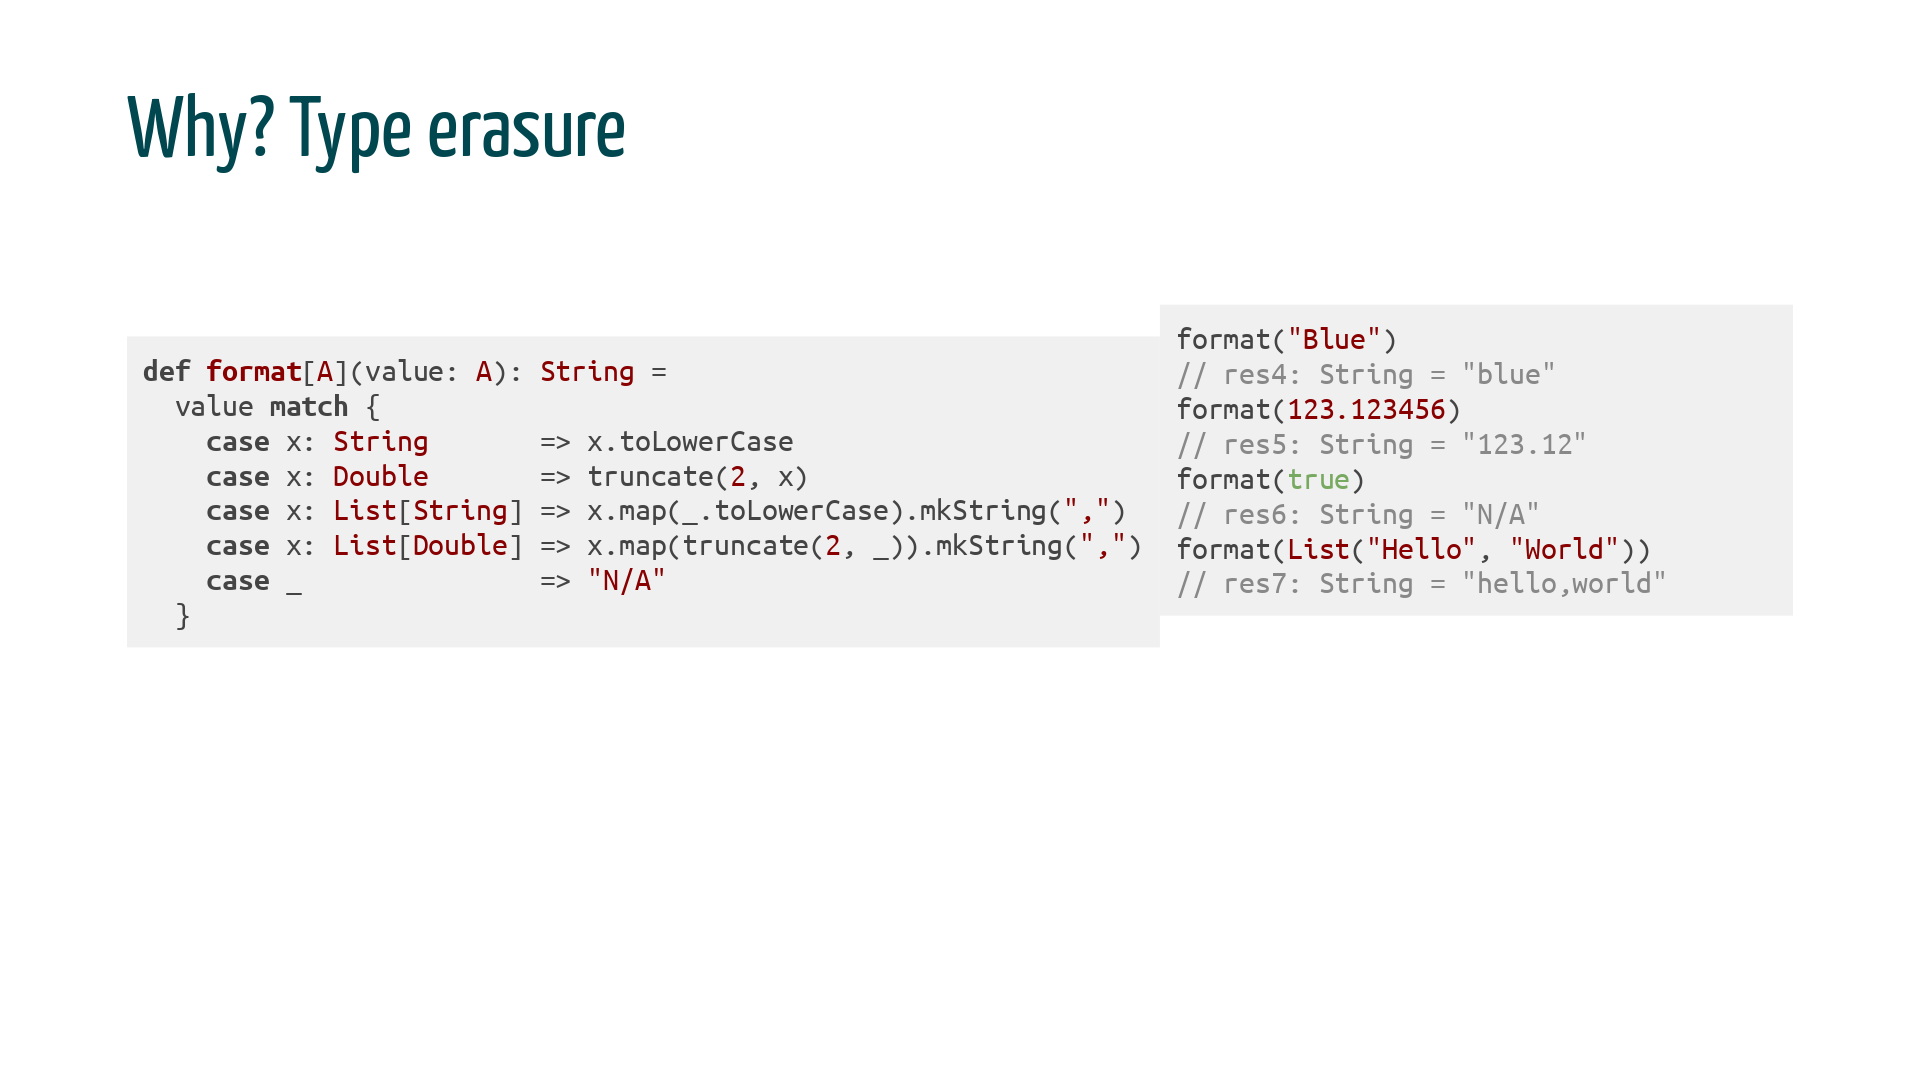 Why? Type erasure
def format[A](value: A): String =
  value match {
    case x: String       => x.toLowerCase
    case x: Double       => truncate(2, x)
    case x: List[String] => x.map(_.toLowerCase).mkString(",")
    case x: List[Double] => x.map(truncate(2, _)).mkString(",")
    case _               => "N/A"
  }
format("Blue")
// res4: String = "blue"
format(123.123456)
// res5: String = "123.12"
format(true)
// res6: String = "N/A"
format(List("Hello", "World"))
// res7: String = "hello,world"